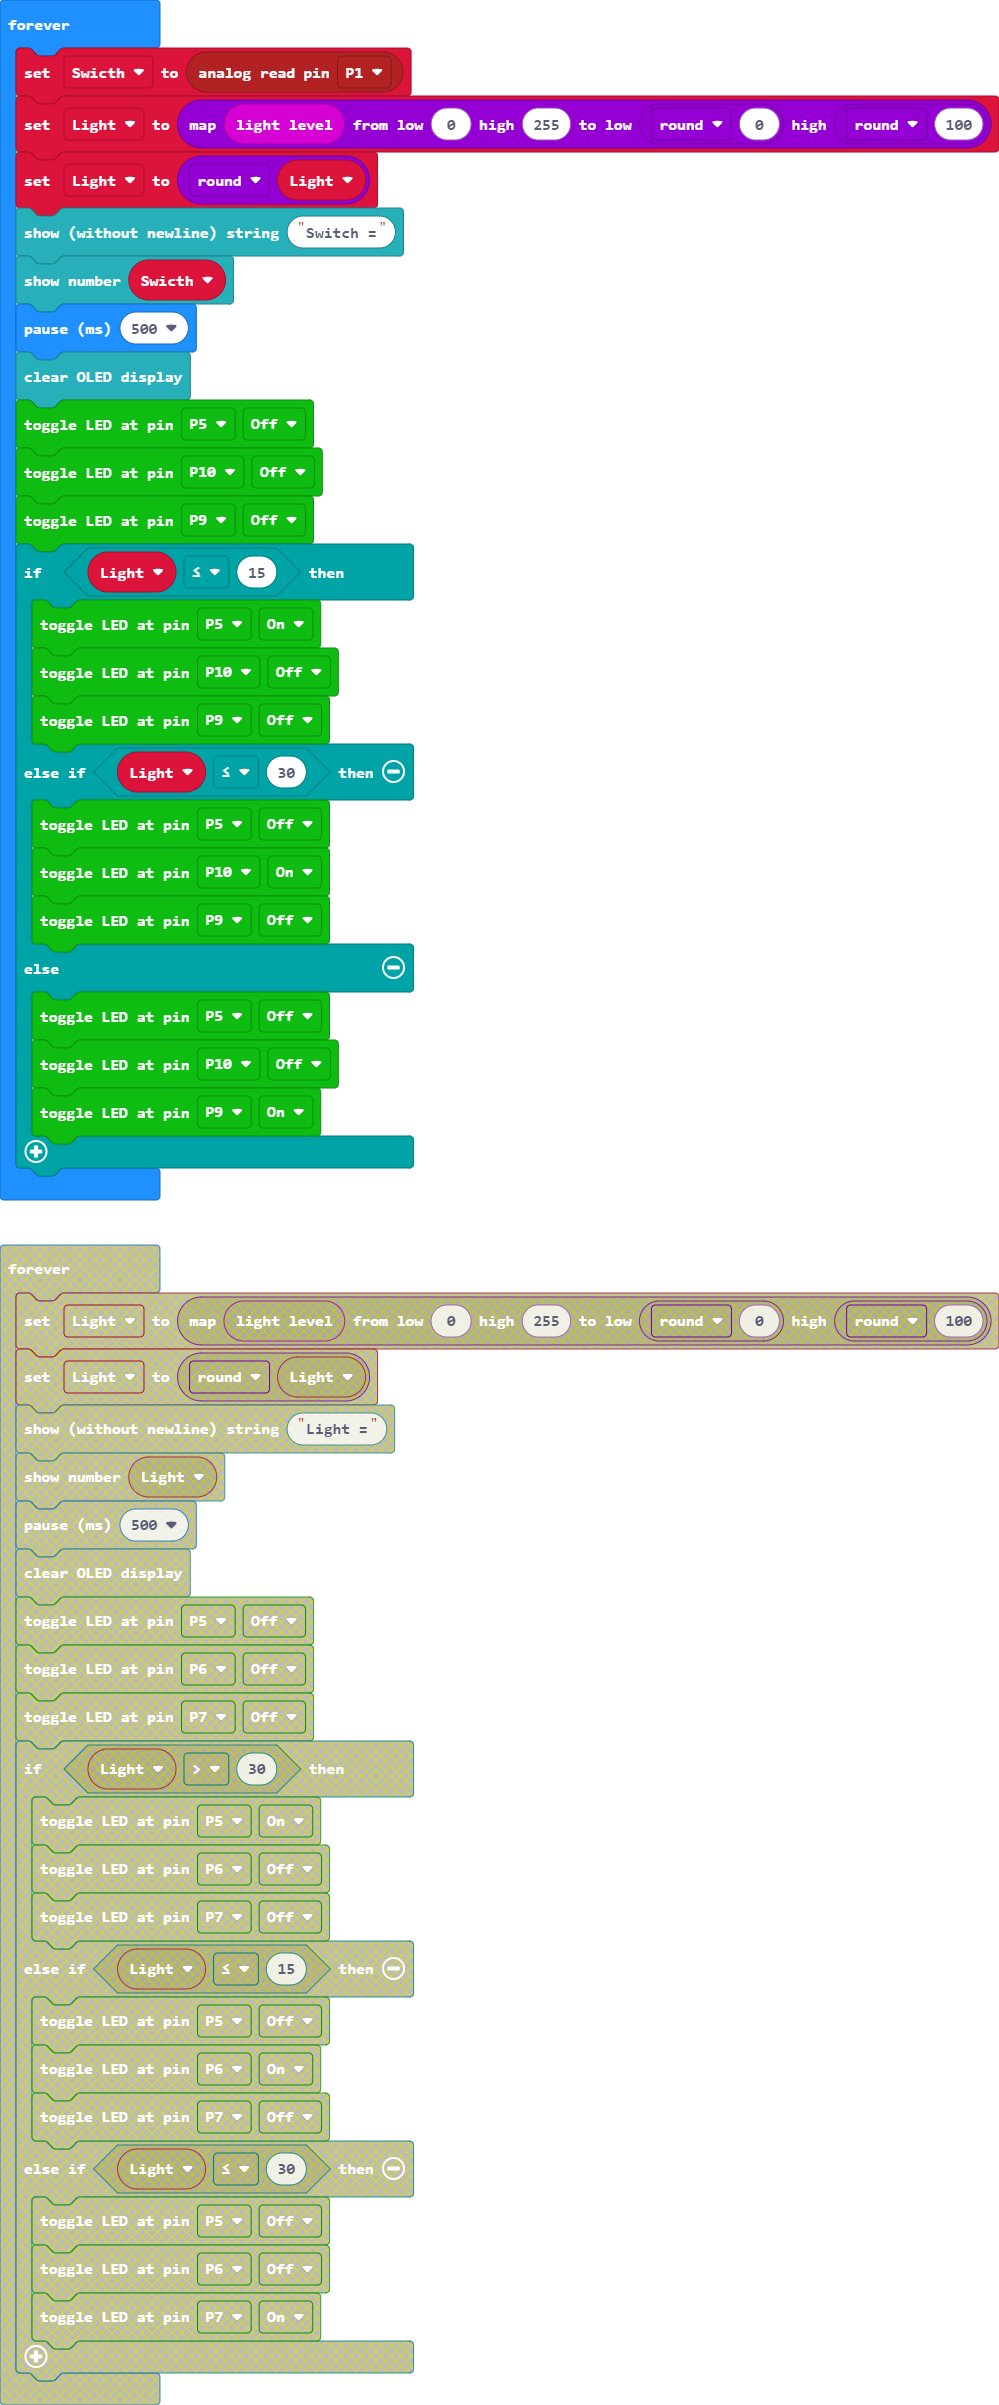 forever
set Swicth to analog read pin P1
set Light to map light level from low 0 high 255 to low round 0 high round 100
set Light to round Light
show (without newline) string "Switch ="
show number Swicth
pause (ms) 500
clear OLED display
toggle LED at pin P5 Off
toggle LED at pin P10 Off
toggle LED at pin P9 Off
if Light ≤ 15 then
toggle LED at pin P5 On
toggle LED at pin P10 Off
toggle LED at pin P9 Off
else if Light ≤ 30 then
toggle LED at pin P5 Off
toggle LED at pin P10 On
toggle LED at pin P9 Off
else
toggle LED at pin P5 Off
toggle LED at pin P10 Off
toggle LED at pin P9 On
forever
set Light to map light level from low 0 high 255 to low round 0 high round 100
set Light to round Light
show (without newline) string "Light ="
show number Light
pause (ms) 500
clear OLED display
toggle LED at pin P5 Off
toggle LED at pin P6 Off
toggle LED at pin P7 Off
if Light > 30 then
toggle LED at pin P5 On
toggle LED at pin P6 Off
toggle LED at pin P7 Off
else if Light ≤ 15 then
toggle LED at pin P5 Off
toggle LED at pin P6 On
toggle LED at pin P7 Off
else if Light ≤ 30 then
toggle LED at pin P5 Off
toggle LED at pin P6 Off
toggle LED at pin P7 On